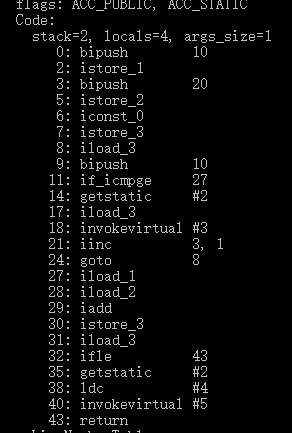 flags: ACC_PUBLIC, ACC_STATIC
Code:
stack=2, locals=4, args_size=1
0: bipush 10
2: istore_1
3: bipush 20
5: istore_2
6: iconst_0
7: istore_3
8: iload_3
9: bipush 10
11: if_icmpge 27
14: getstatic #2
17: iload_3
18: invokevirtual #3
21: iinc 3, 1
24: goto 8
27: iload_1
28: iload_2
29: iadd
30: istore_3
31: iload_3
32: ifle 43
35: getstatic #2
38: ldc #4
40: invokevirtual #5
43: return